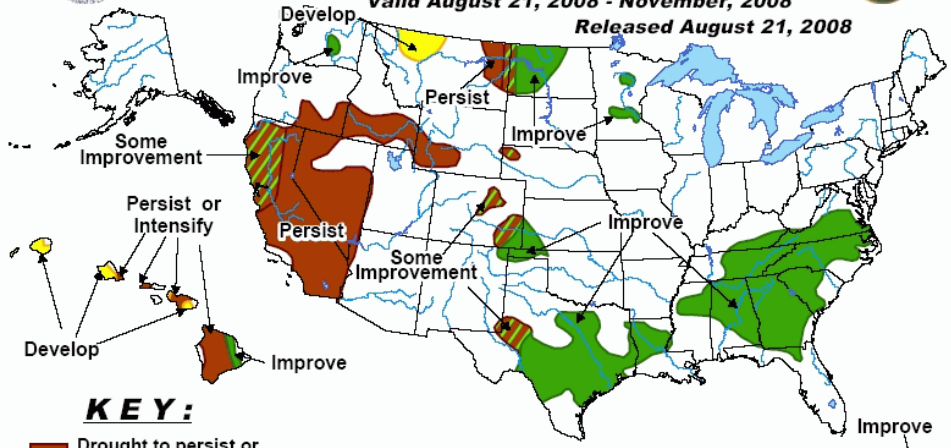 Valid August 21, 2008 - November, 2008
Released August 21, 2008
Develop
Improve
Persist
Improve
Some
Improvement
Persist or
Intensify
Persist
Some
Improvement
Improve
Develop
Improve
KEY:
Drought to persist or
Improve